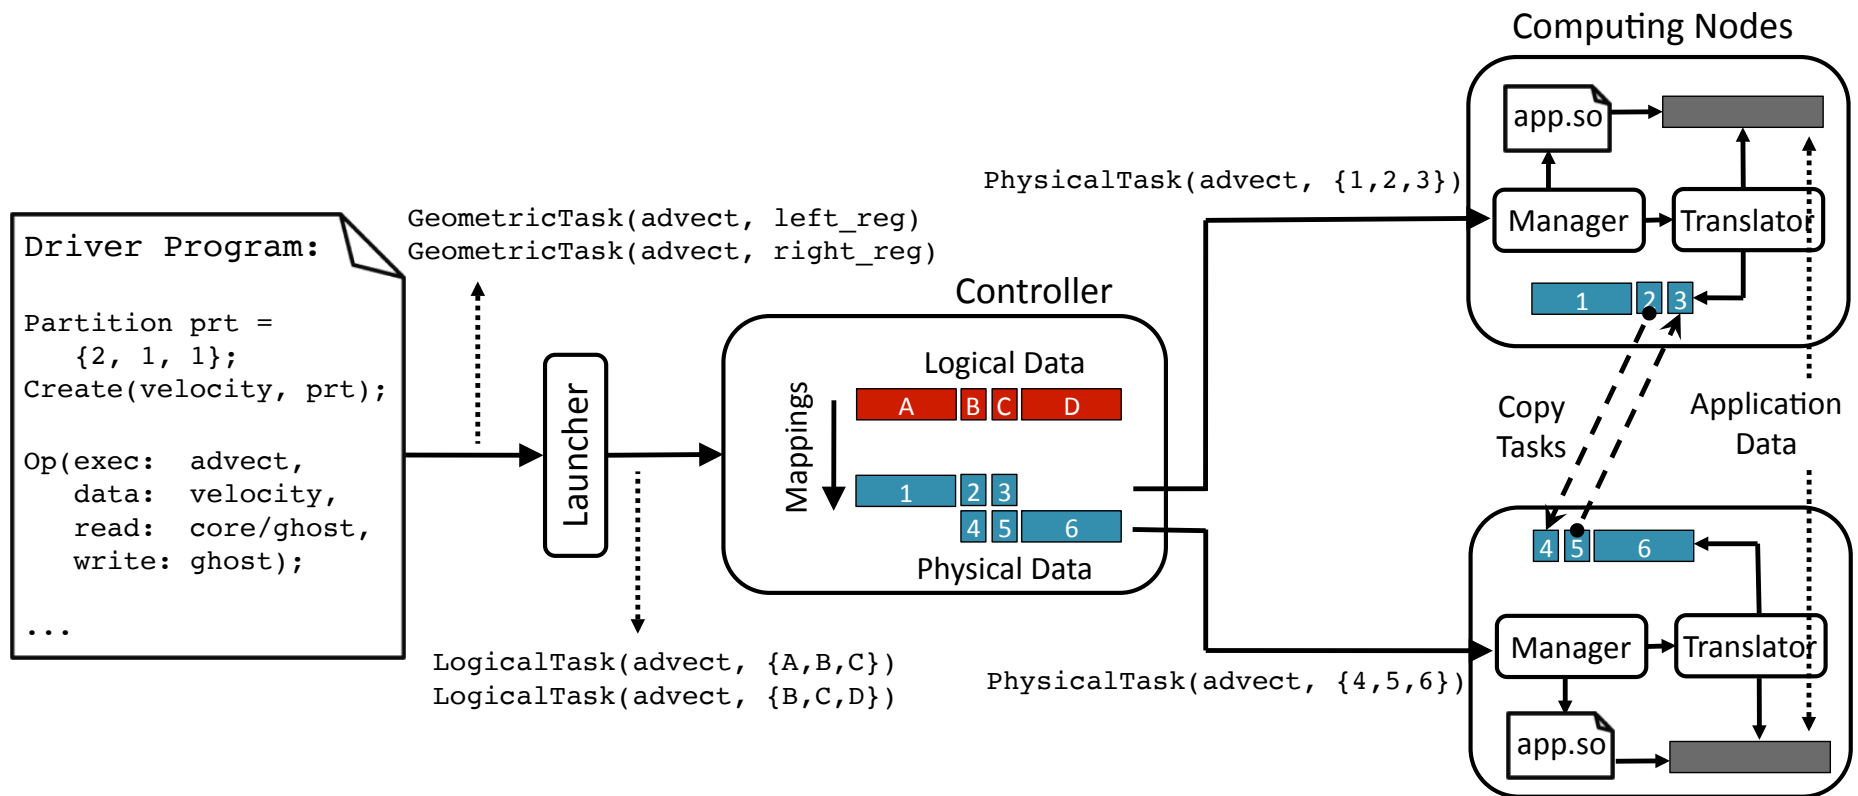 Driver Program:
Partition prt =
{2, 1, 1};
Create(velocity, prt);
Op(exec: advect,
data: velocity,
read: core/ghost,
write: ghost);
...
GeometricTask(advect, left_reg)
GeometricTask(advect, right_reg)
Launcher
LogicalTask(advect, {A,B,C})
LogicalTask(advect, {B,C,D})
Controller
Logical Data
A B C D
Mappings
1 2 3
4 5 6
Physical Data
PhysicalTask(advect, {1,2,3})
PhysicalTask(advect, {4,5,6})
Computing Nodes
app.so
Manager
Translator
1 2 3
Copy
Tasks
Application
Data
4 5 6
Manager
Translator
app.so